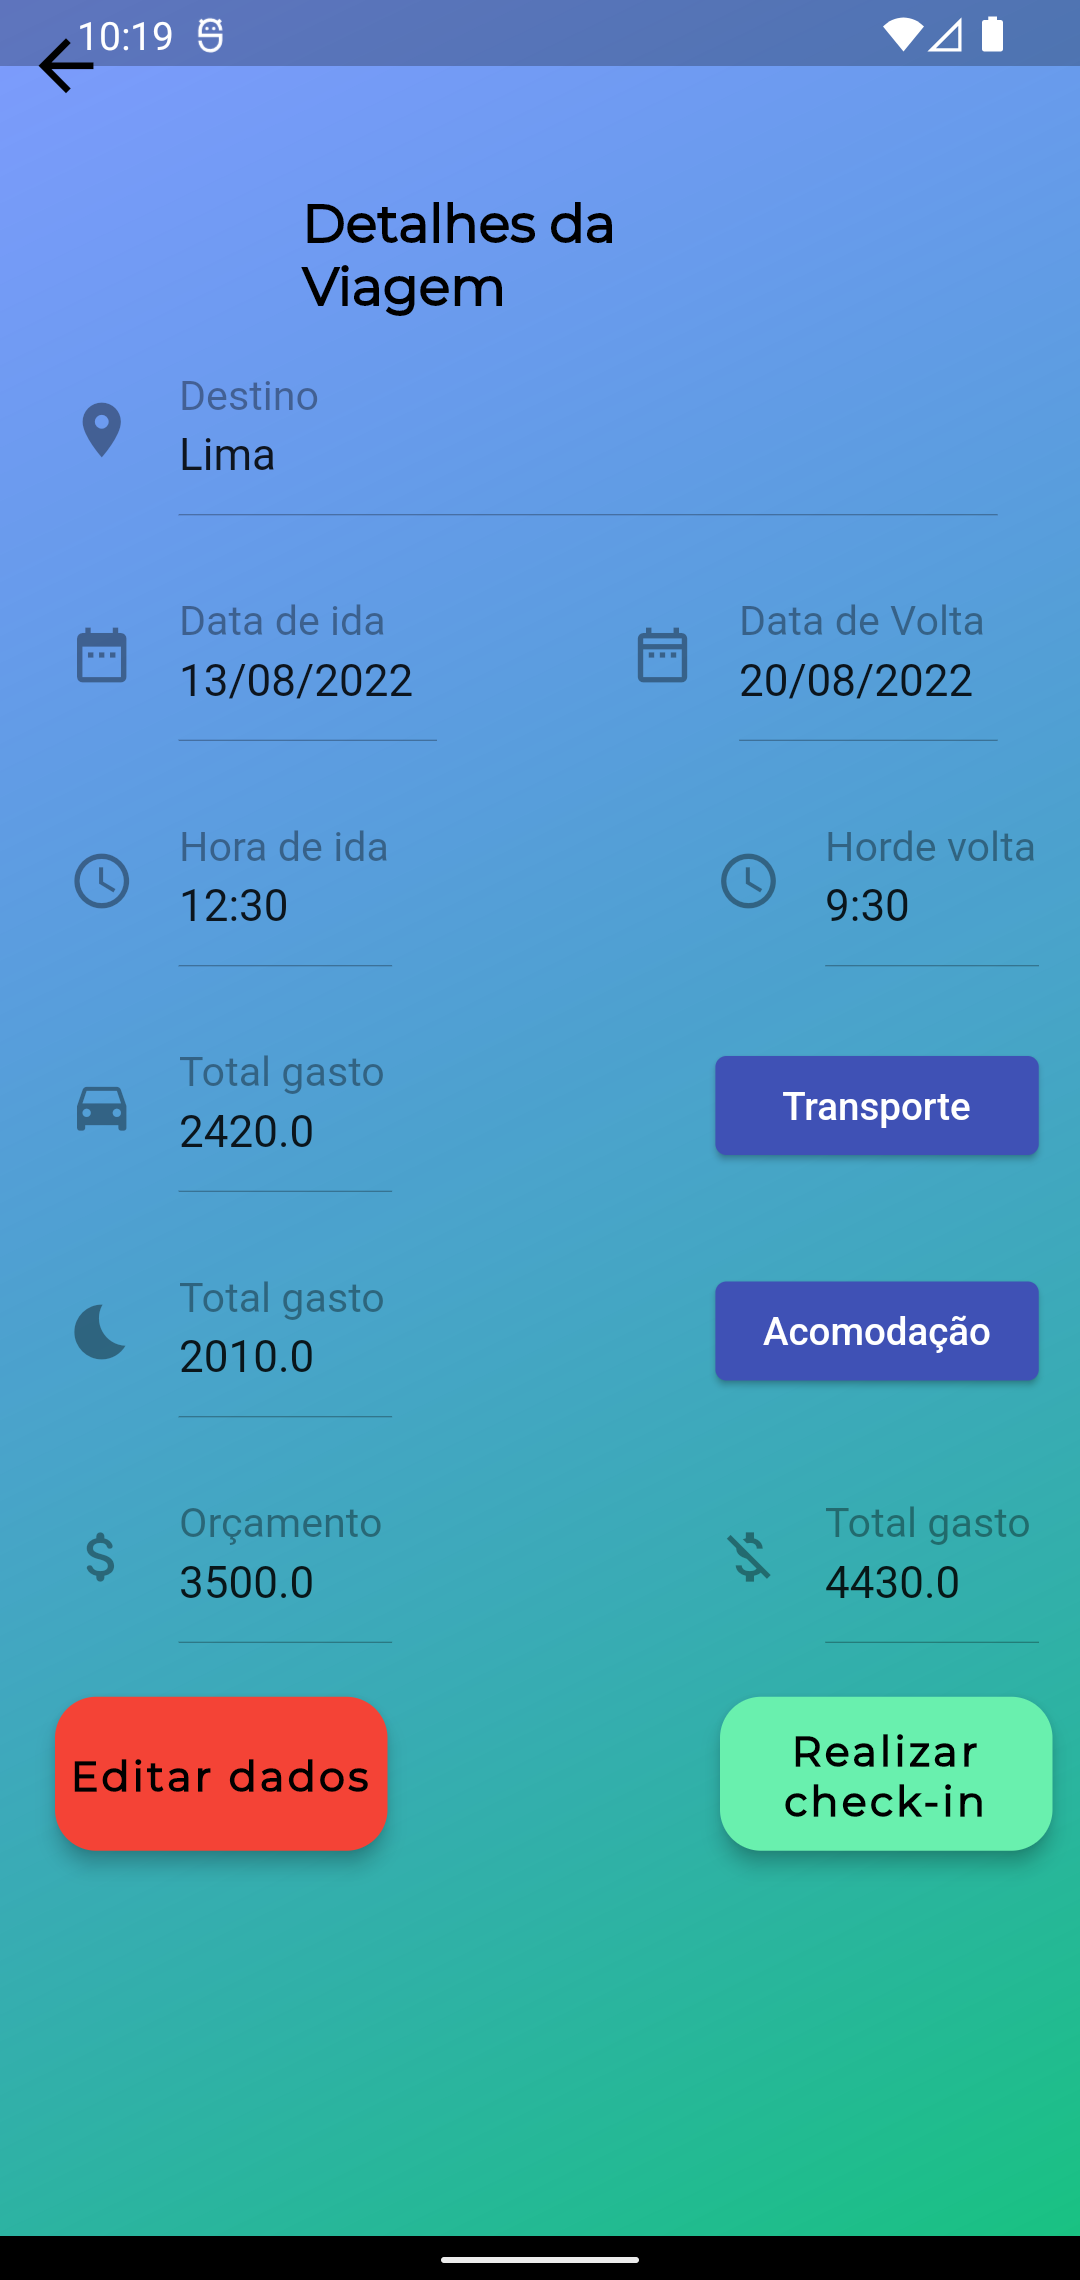 10:19
Detalhes da
Viagem
Destino
Lima
Data de ida
Data de Volta
13/08/2022
20/08/2022
Hora de ida
Horde volta
12:30
9:30
Total gasto
2420.0
Transporte
Total gasto
2010.0
Acomodação
Orçamento
Total gasto
3500.0
4430.0
Editar dados
Realizar
check-in